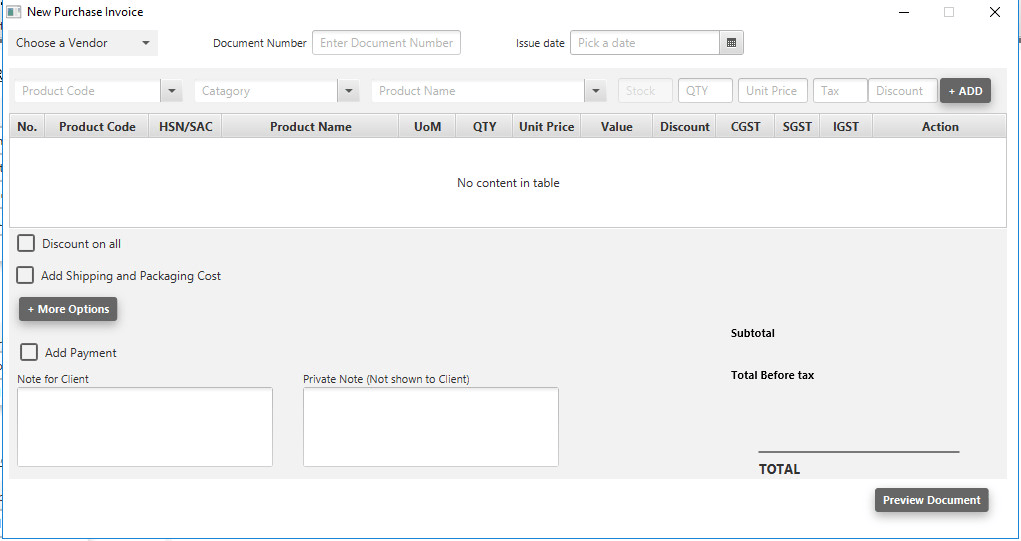 New Purchase Invoice
Choose a Vendor Document Number Enter Document Number Issue date Pick a date
Product Code Catagory Product Name Stock QTY Unit Price Tax Discount + ADD
No. Product Code HSN/SAC Product Name UoM QTY Unit Price Value Discount CGST SGST IGST Action
No content in table
Discount on all
Add Shipping and Packaging Cost
+ More Options
Subtotal
Add Payment
Total Before tax
Note for Client Private Note (Not shown to Client)
TOTAL
Preview Document